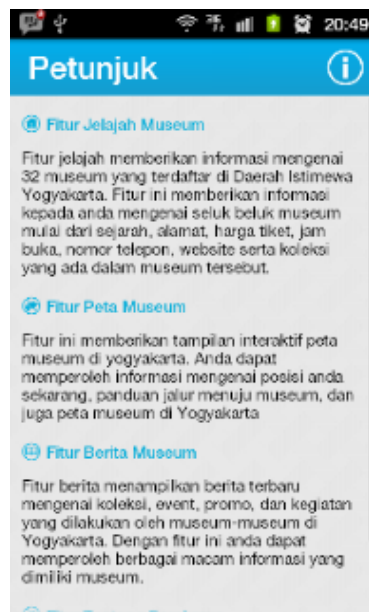 20:49
Petunjuk
Fitur Jelajah Museum
Fitur jelajah memberikan informasi mengenai
32 museum yang terdaftar di Daerah Istimewa
Yogyakarta. Fitur ini memberikan informasi
kepada anda mengenai seluk beluk museum
mulai dari sejarah, alamat, harga tiket, jam
buka, nomor telepon, website serta koleksi
yang ada dalam museum tersebut.
Fitur Peta Museum
Fitur ini memberikan tampilan interaktif peta
museum di yogyakarta. Anda dapat
memperoleh informasi mengenai posisi anda
sekarang, panduan jalur menuju museum, dan
juga peta museum di Yogyakarta
Fitur Berita Museum
Fitur berita menampilkan berita terbaru
mengenai koleksi, event, promo, dan kegiatan
yang dilakukan oleh museum-museum di
Yogyakarta. Dengan fitur ini anda dapat
memperoleh berbagai macam informasi yang
dimiliki museum.